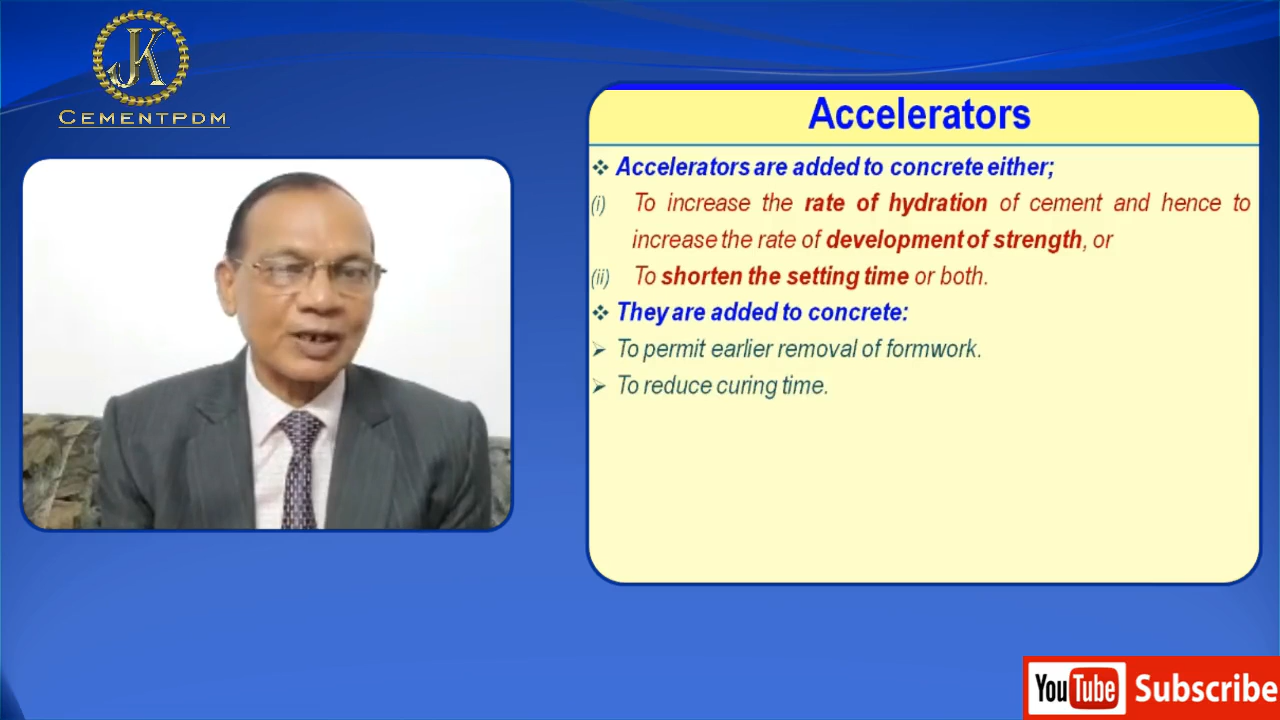 JK
CEMENTPDM
Accelerators
❖ Accelerators are added to concrete either;
(i) To increase the rate of hydration of cement and hence to
increase the rate of development of strength, or
(ii) To shorten the setting time or both.
❖ They are added to concrete:
➢ To permit earlier removal of formwork.
➢ To reduce curing time.
YouTube Subscribe